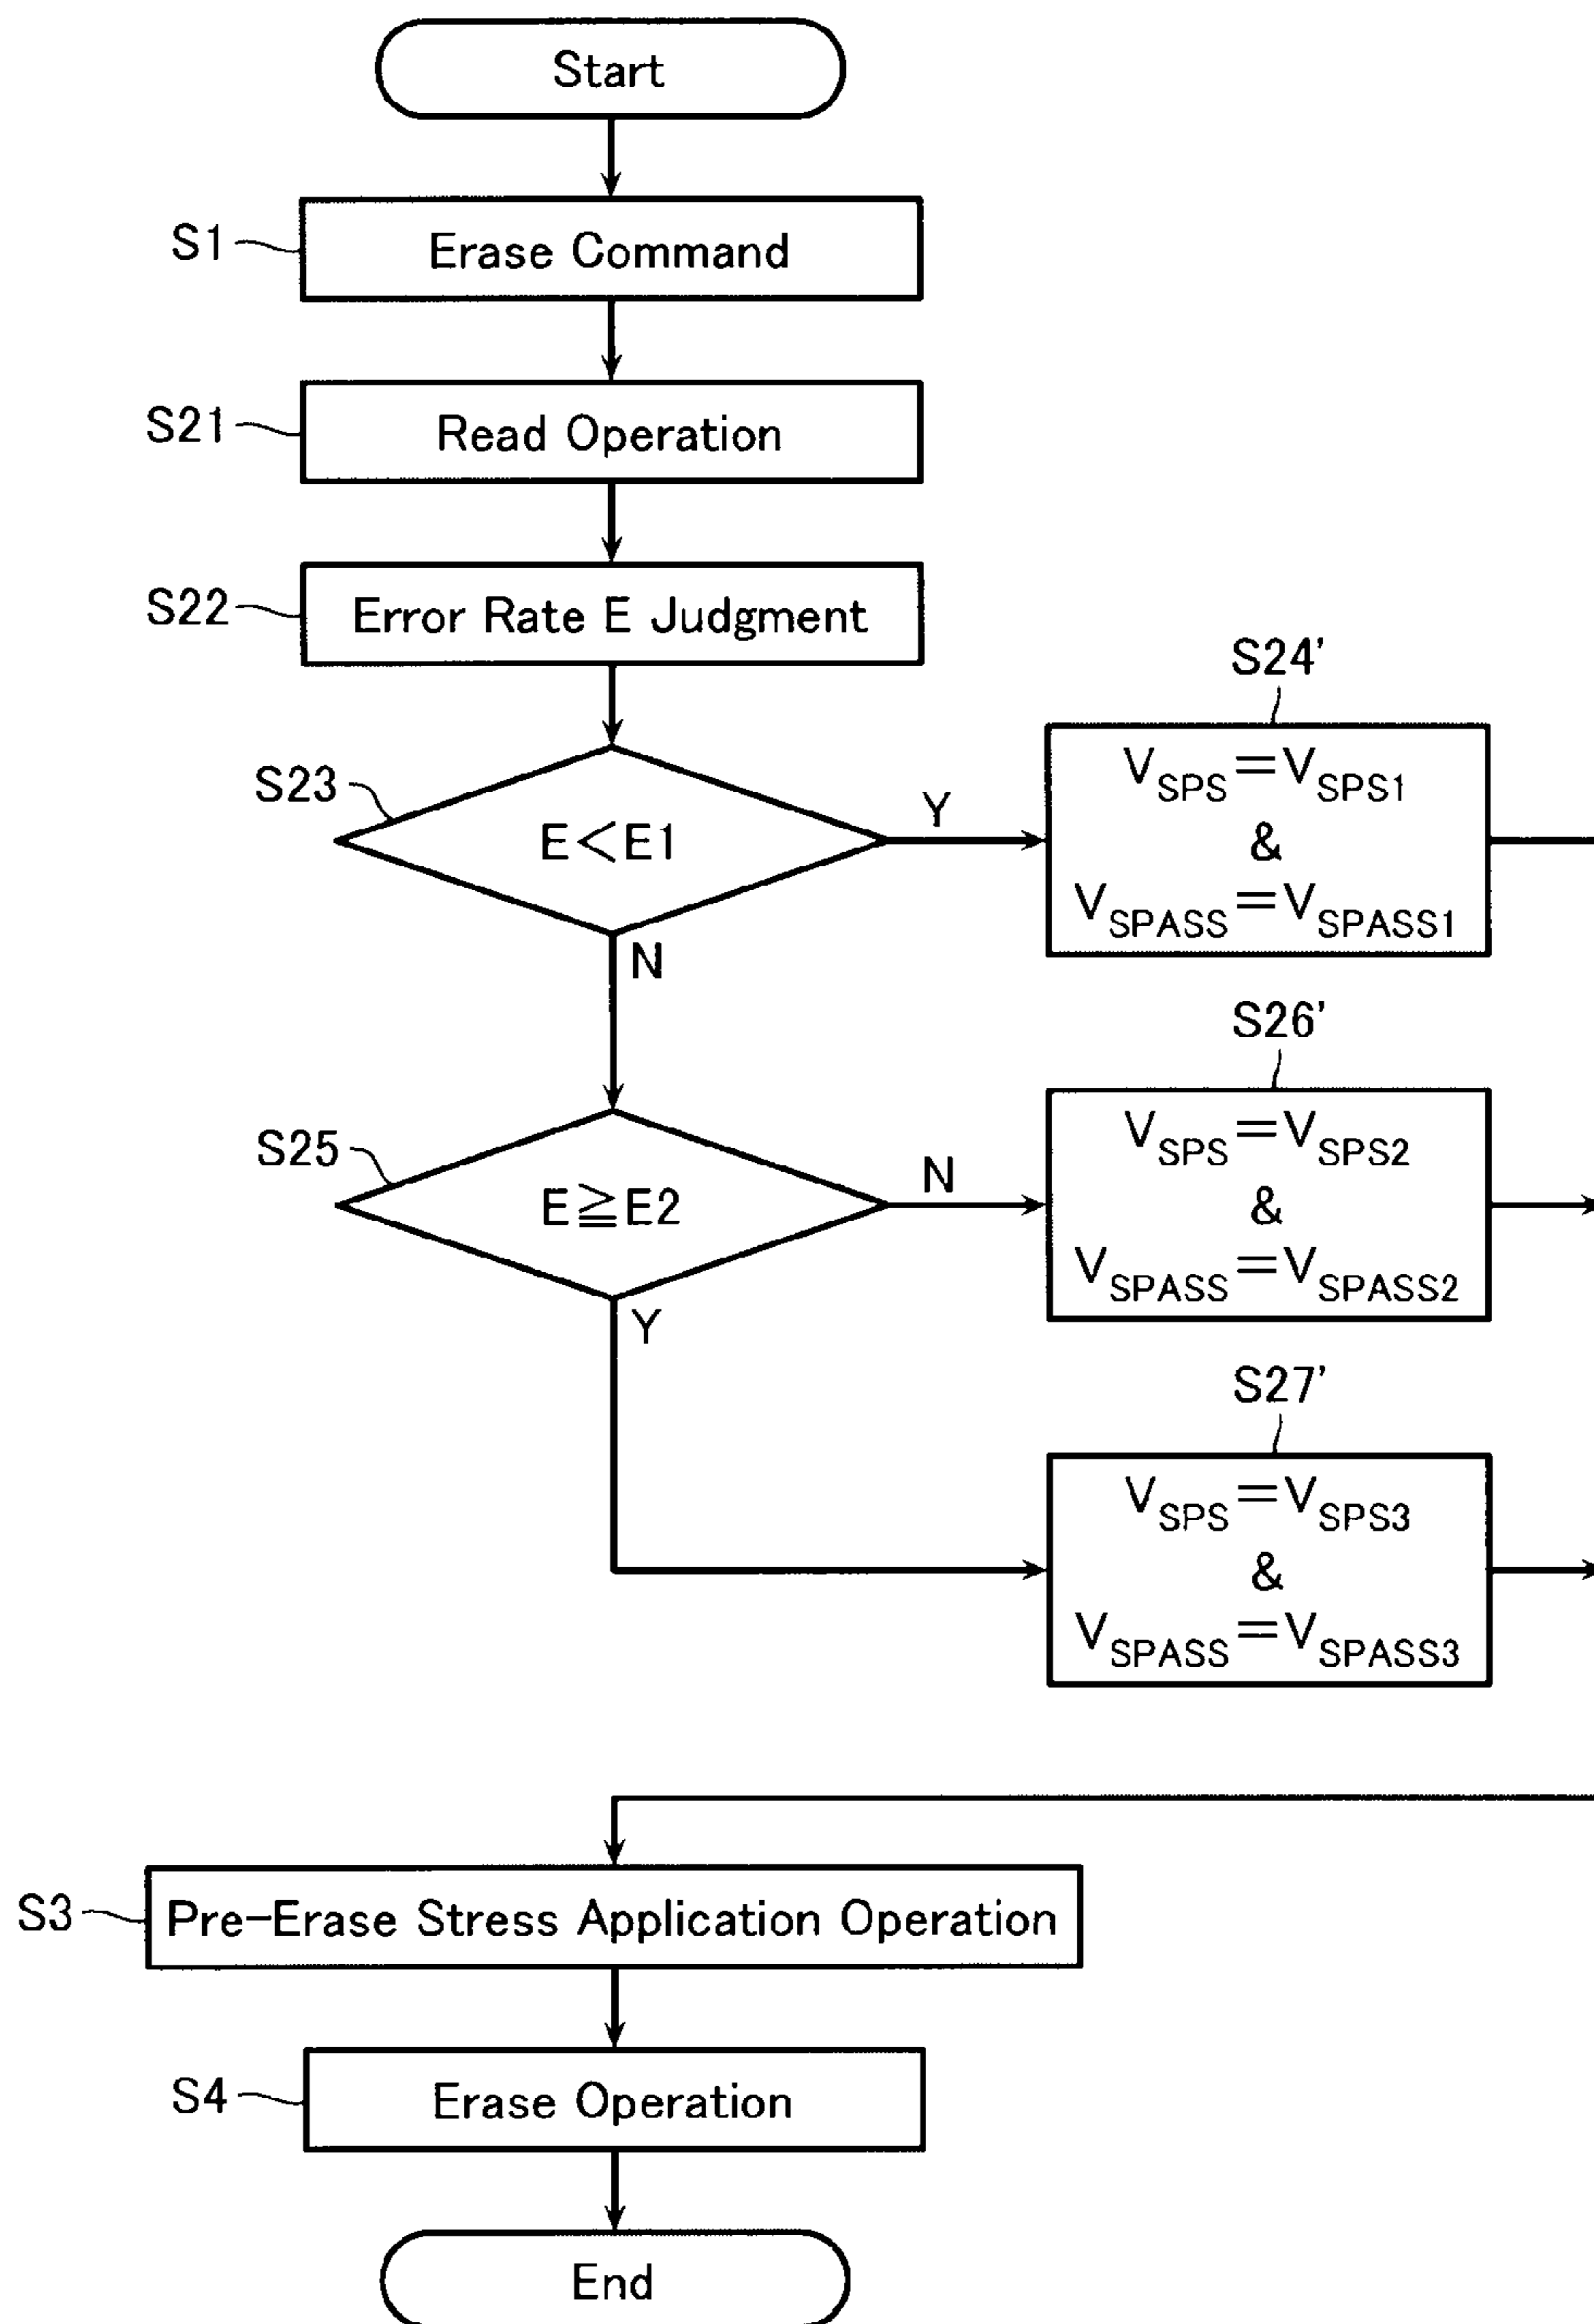 Start
S1
Erase Command
S21
Read Operation
S22
Error Rate E Judgment
S23
E<E1
Y
N
S24'
V_SPS=V_SPS1
&
V_SPASS=V_SPASS1
S25
E≧E2
N
Y
S26'
V_SPS=V_SPS2
&
V_SPASS=V_SPASS2
S27'
V_SPS=V_SPS3
&
V_SPASS=V_SPASS3
S3
Pre-Erase Stress Application Operation
S4
Erase Operation
End